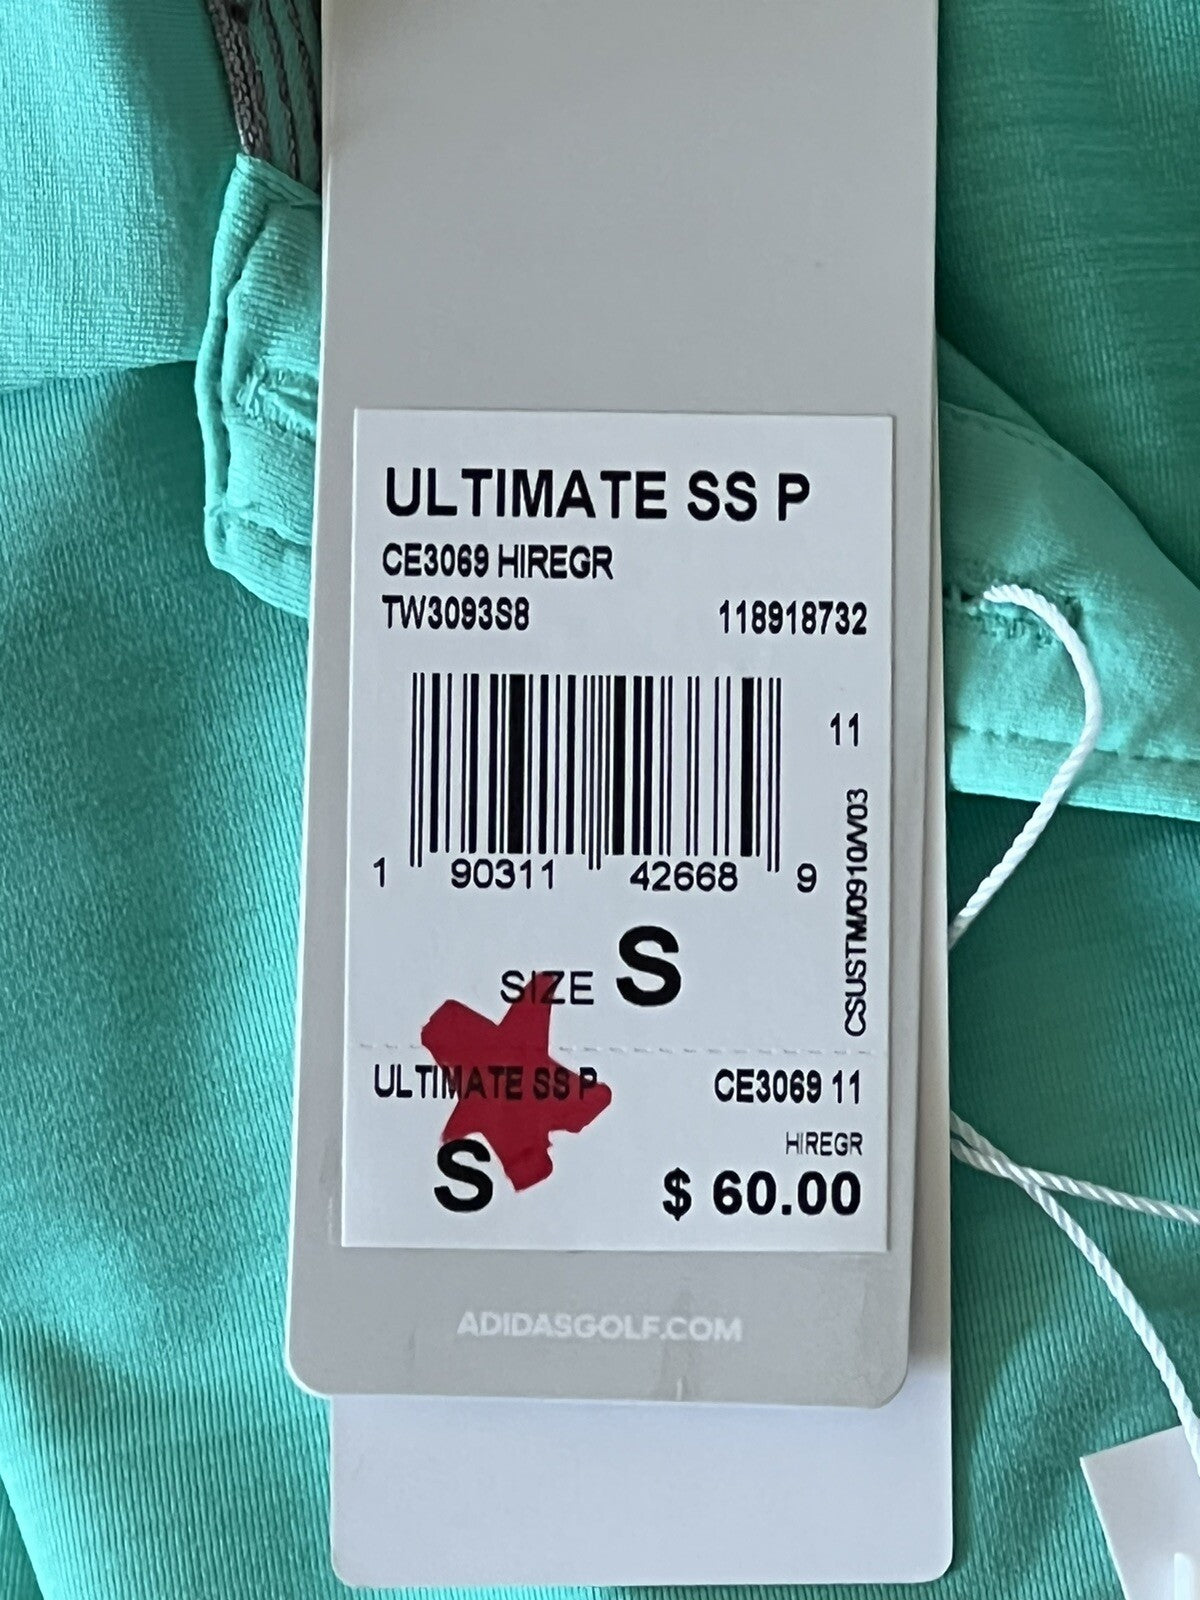 ULTIMATE SS P
CE3069 HIREGR
TW3093S8 118918732
11
1 90311 42668 9
CSUSTM/0910/V03
SIZE S
ULTIMATE SS P CE3069 11
HIREGR
S $ 60.00
ADIDASGOLF.COM